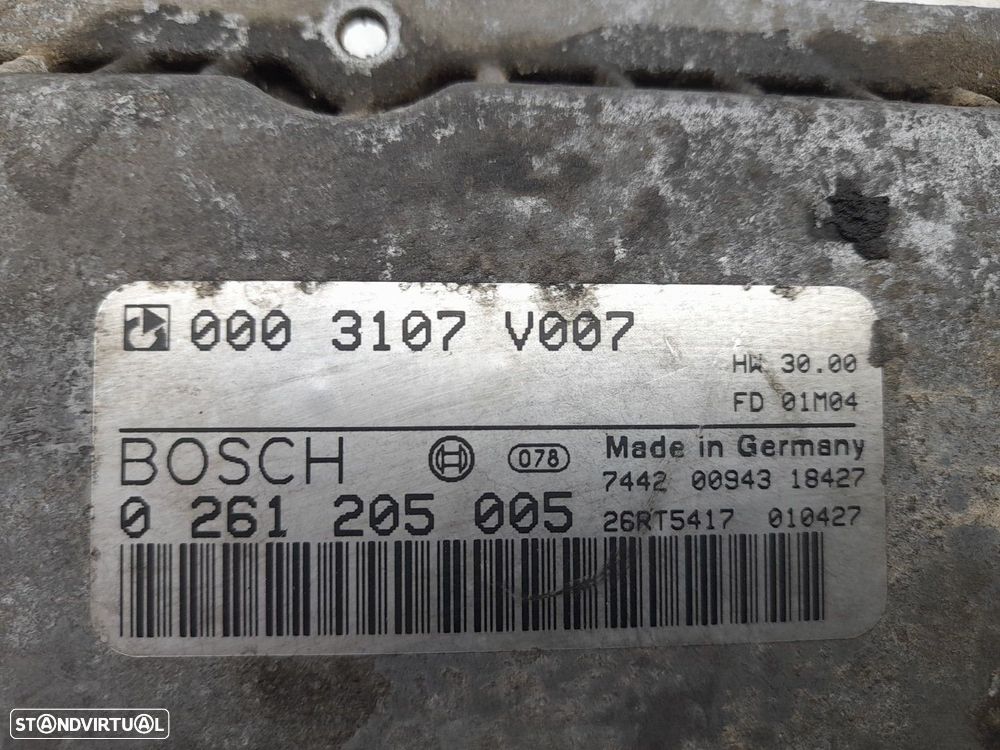 000 3107 V007
HW 30.00
FD 01M04
BOSCH 078 Made in Germany
7442 00943 18427
0 261 205 005 26RT5417 010427
STANDVIRTUAL